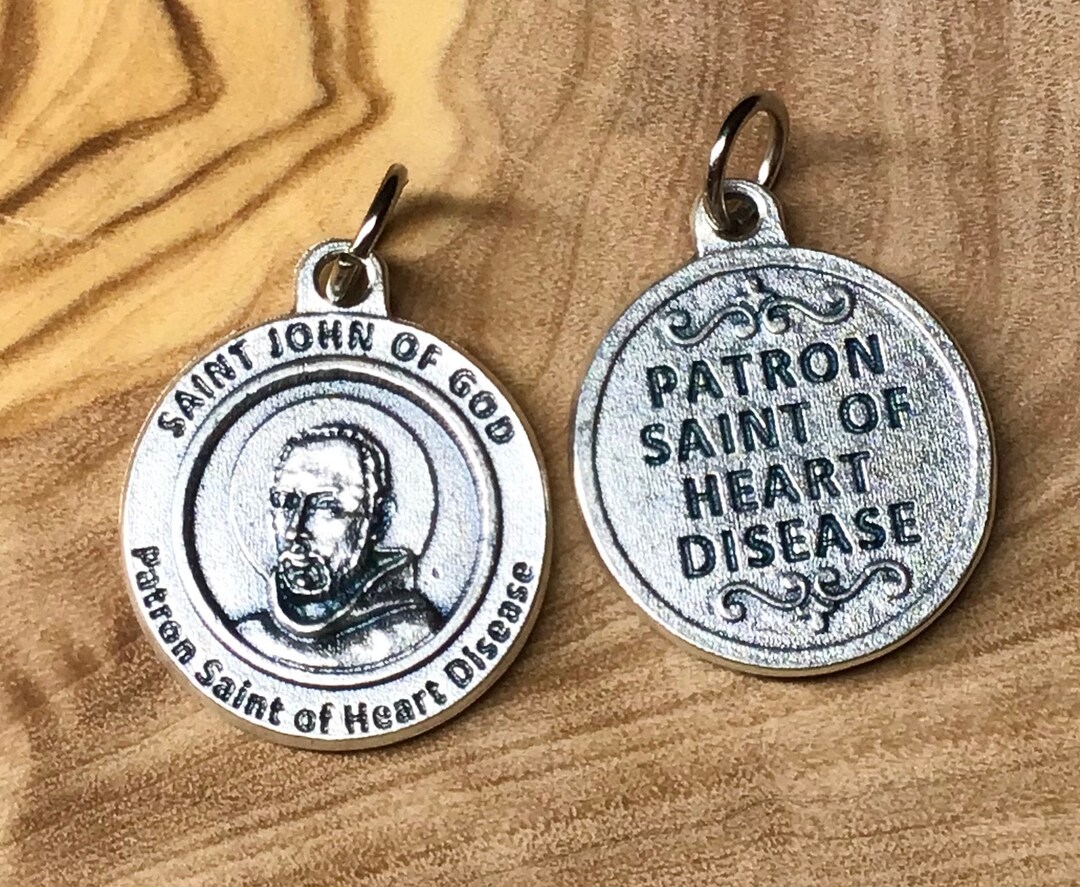 SAINT JOHN OF GOD
Patron Saint of Heart Disease
PATRON
SAINT OF
HEART
DISEASE